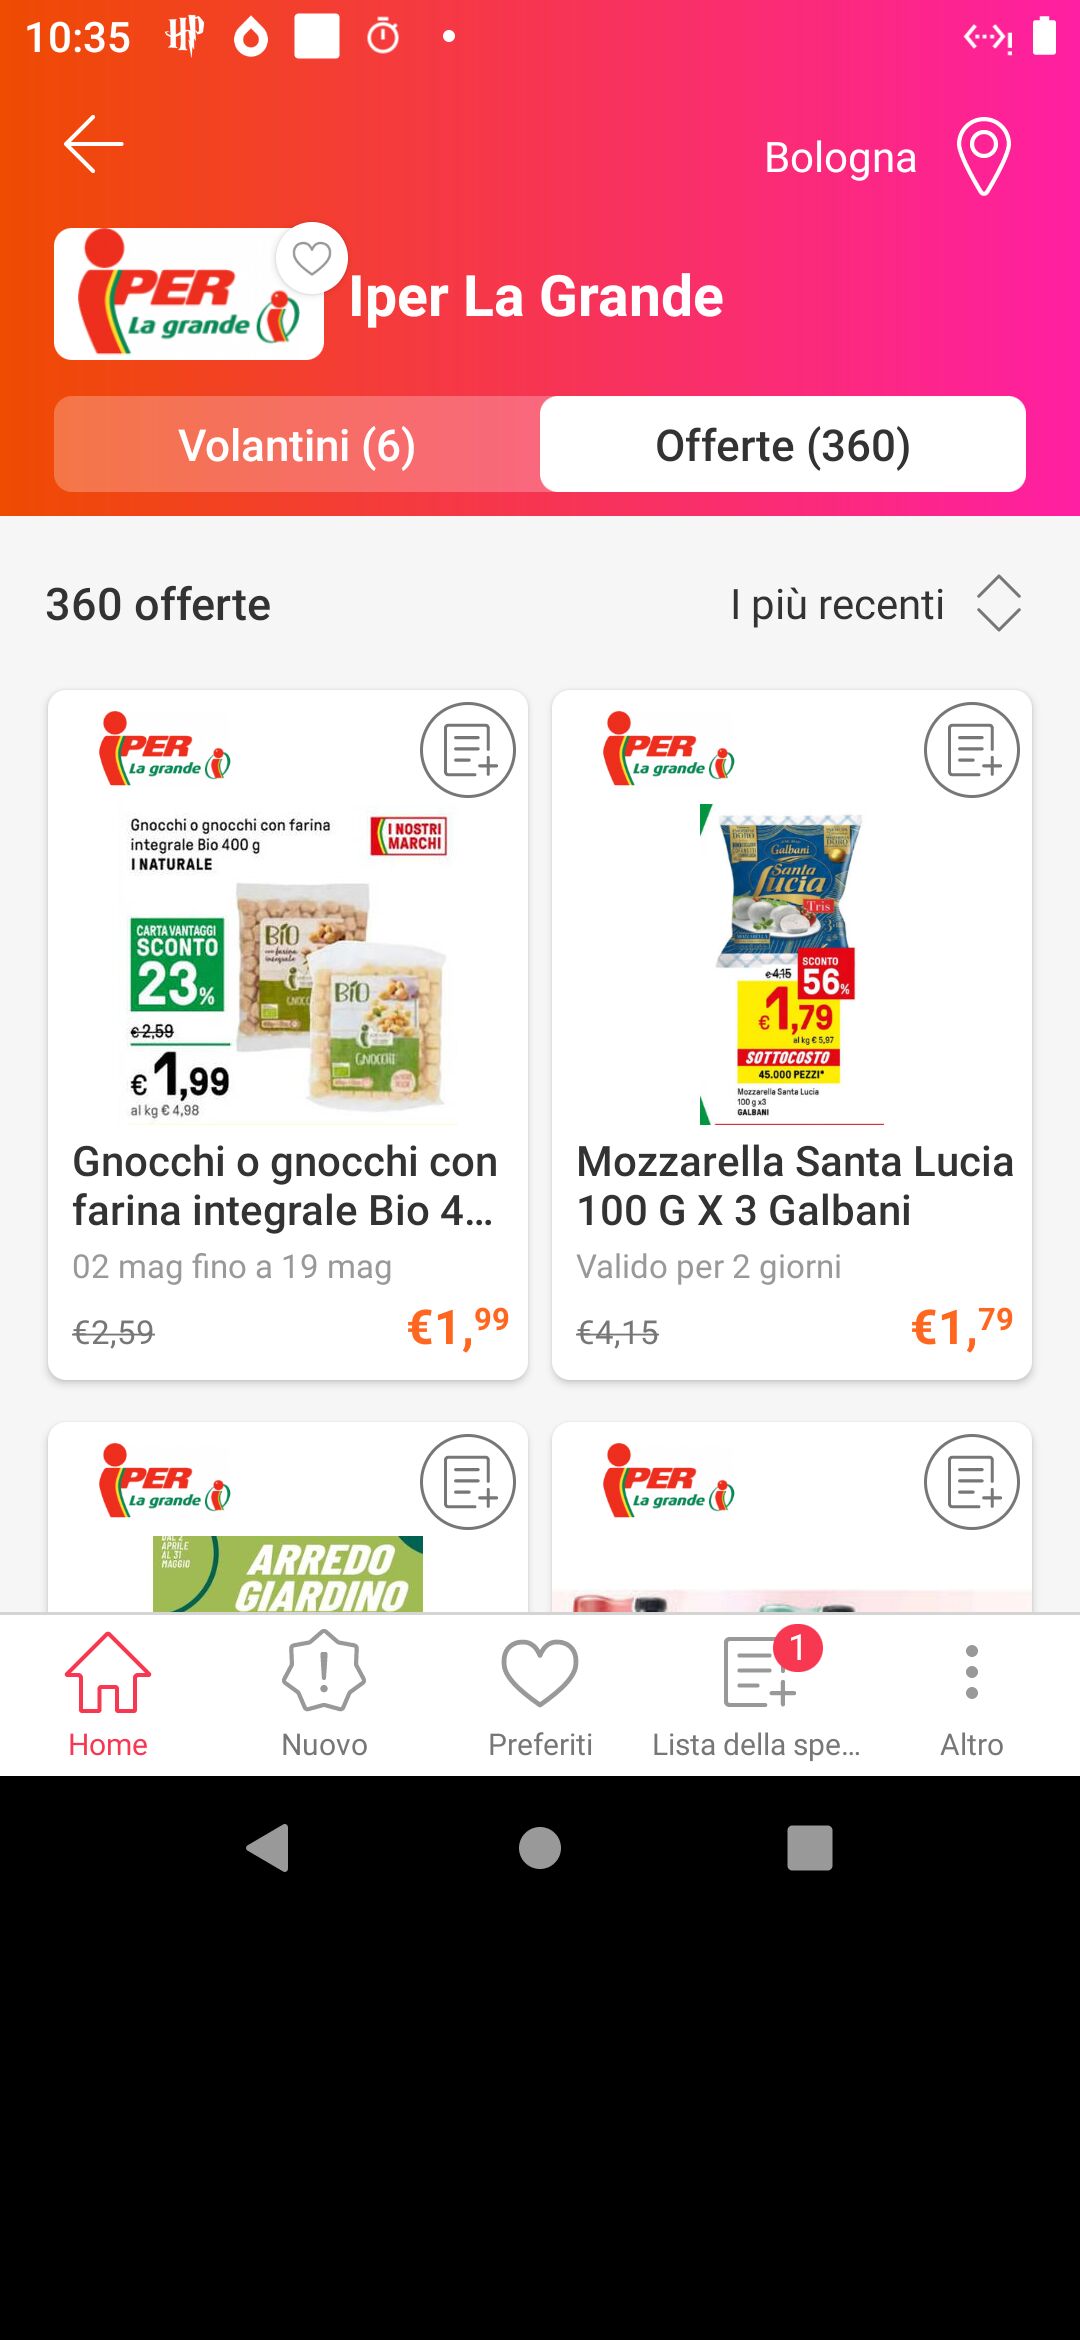 10:35
Bologna
iPER
La grande
Iper La Grande
Volantini (6)
Offerte (360)
360 offerte
I più recenti
iPER
La grande
Gnocchi o gnocchi con farina
integrale Bio 400 g
I NATURALE
I NOSTRI
MARCHI
CARTA VANTAGGI
SCONTO
23%
€ 2,59
€ 1,99
al kg € 4,98
BIO
con farina
integrale
BIO
GNOCCHI
Gnocchi o gnocchi con
farina integrale Bio 4...
02 mag fino a 19 mag
€2,59
€1,99
iPER
La grande
Galbani
Santa
Lucia
Tris
€ 4,15
SCONTO
56%
€ 1,79
al kg € 5,97
SOTTOCOSTO
45.000 PEZZI*
Mozzarella Santa Lucia
100 g x3
GALBANI
Mozzarella Santa Lucia
100 G X 3 Galbani
Valido per 2 giorni
€4,15
€1,79
iPER
La grande
DAL 2
APRILE
AL 31
MAGGIO
ARREDO
GIARDINO
iPER
La grande
Home
Nuovo
Preferiti
1
Lista della spe...
Altro